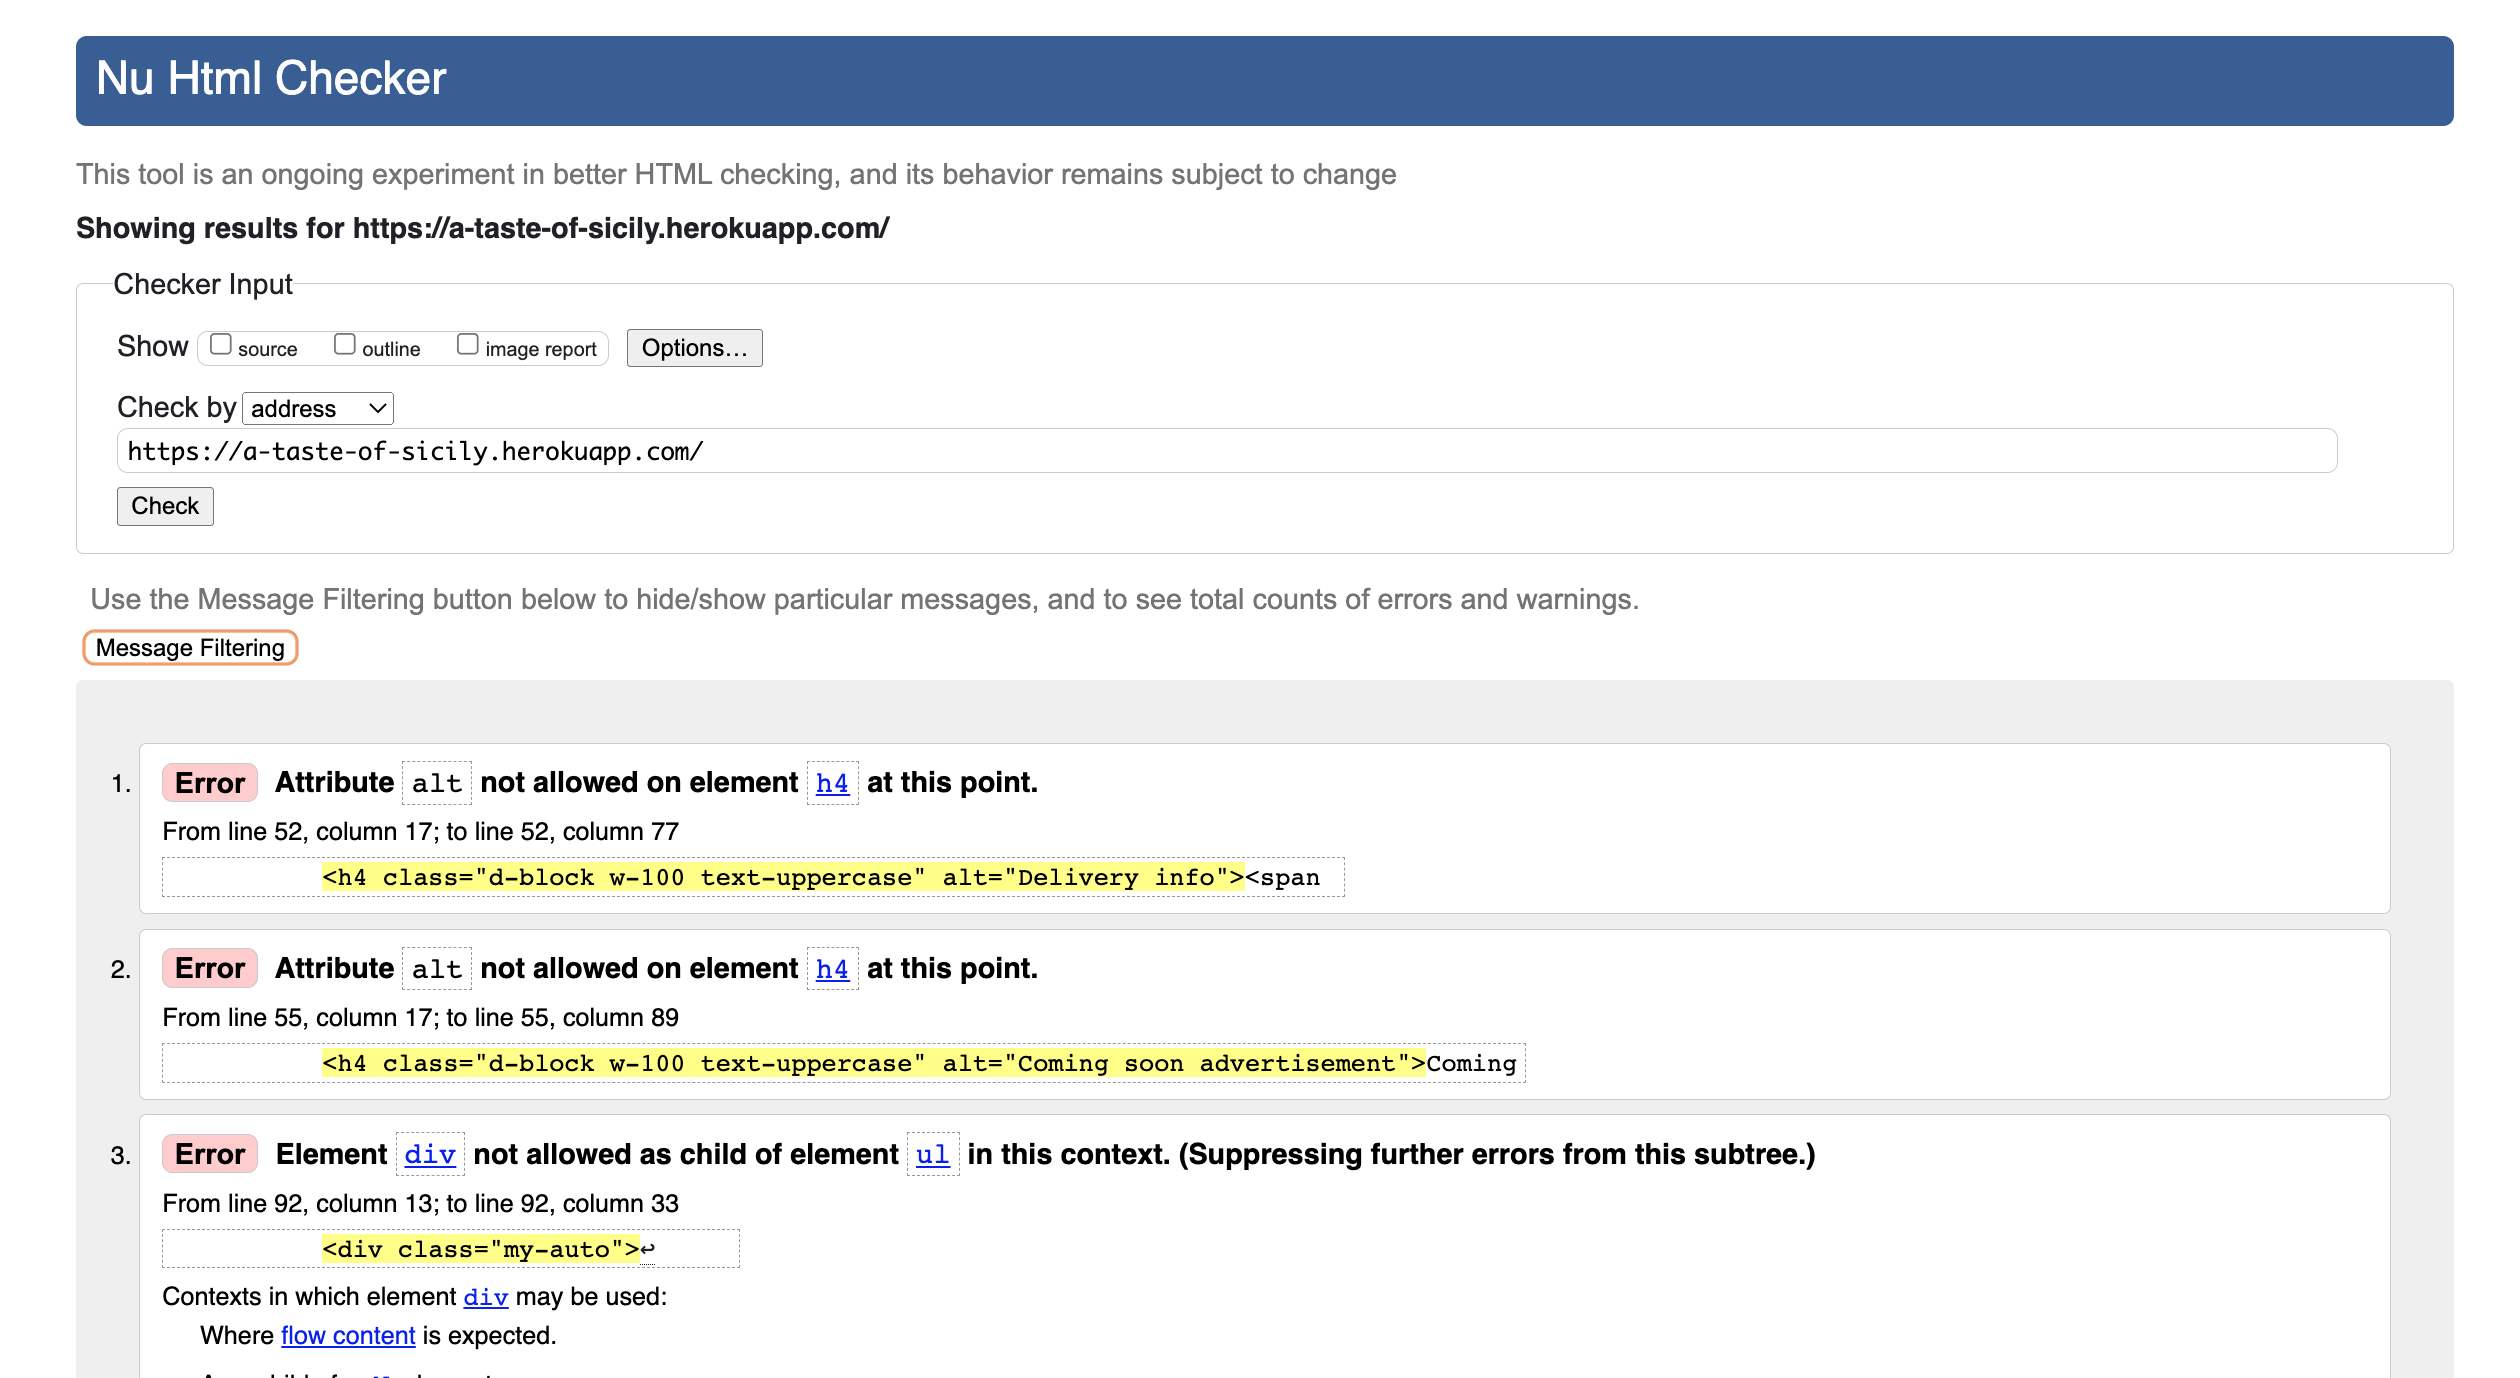 Nu Html Checker
This tool is an ongoing experiment in better HTML checking, and its behavior remains subject to change
Showing results for https://a-taste-of-sicily.herokuapp.com/
Checker Input
Show source outline image report Options...
Check by address
https://a-taste-of-sicily.herokuapp.com/
Check
Use the Message Filtering button below to hide/show particular messages, and to see total counts of errors and warnings.
Message Filtering
1. Error Attribute alt not allowed on element h4 at this point.
From line 52, column 17; to line 52, column 77
<h4 class="d-block w-100 text-uppercase" alt="Delivery info"><span
2. Error Attribute alt not allowed on element h4 at this point.
From line 55, column 17; to line 55, column 89
<h4 class="d-block w-100 text-uppercase" alt="Coming soon advertisement">Coming
3. Error Element div not allowed as child of element ul in this context. (Suppressing further errors from this subtree.)
From line 92, column 13; to line 92, column 33
<div class="my-auto">↩
Contexts in which element div may be used:
Where flow content is expected.